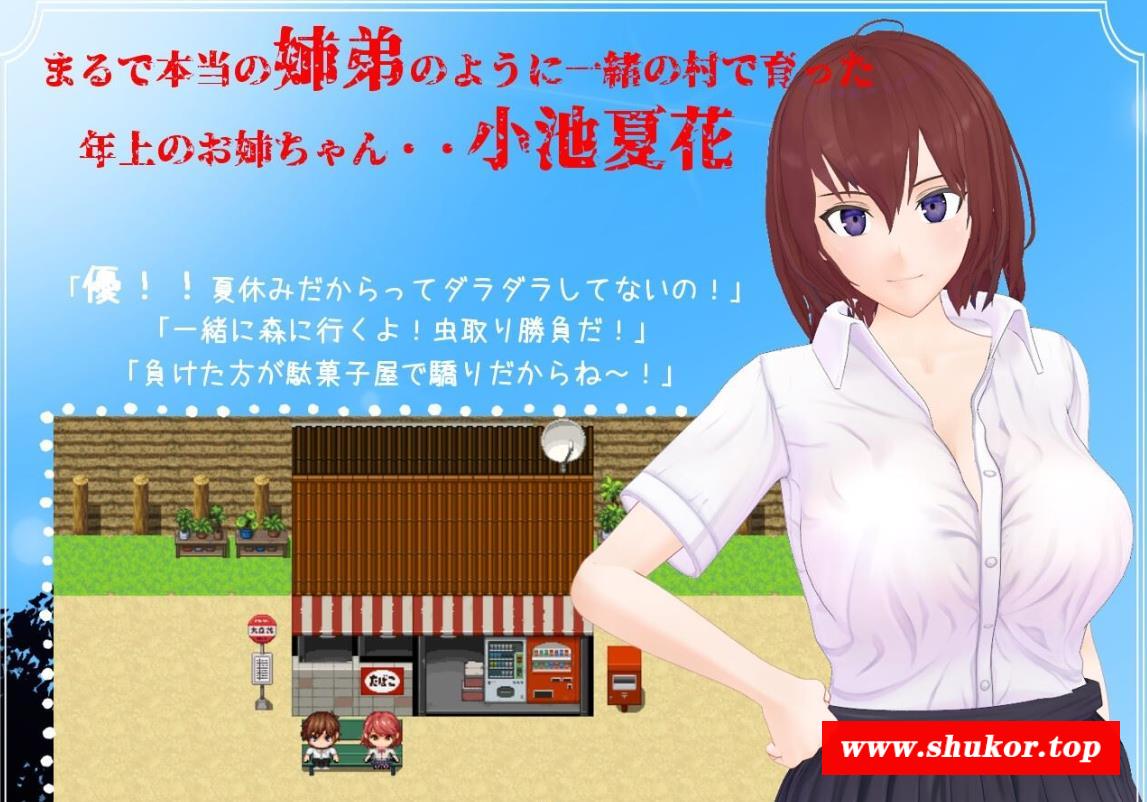 まるで本当の姉弟のように一緒の村で育った
年上のお姉ちゃん・・小池夏花
「優！！夏休みだからってダラダラしてないの！」
「一緒に森に行くよ！虫取り勝負だ！」
「負けた方が駄菓子屋で驕りだからね～！」
たばこ
www.shukor.top